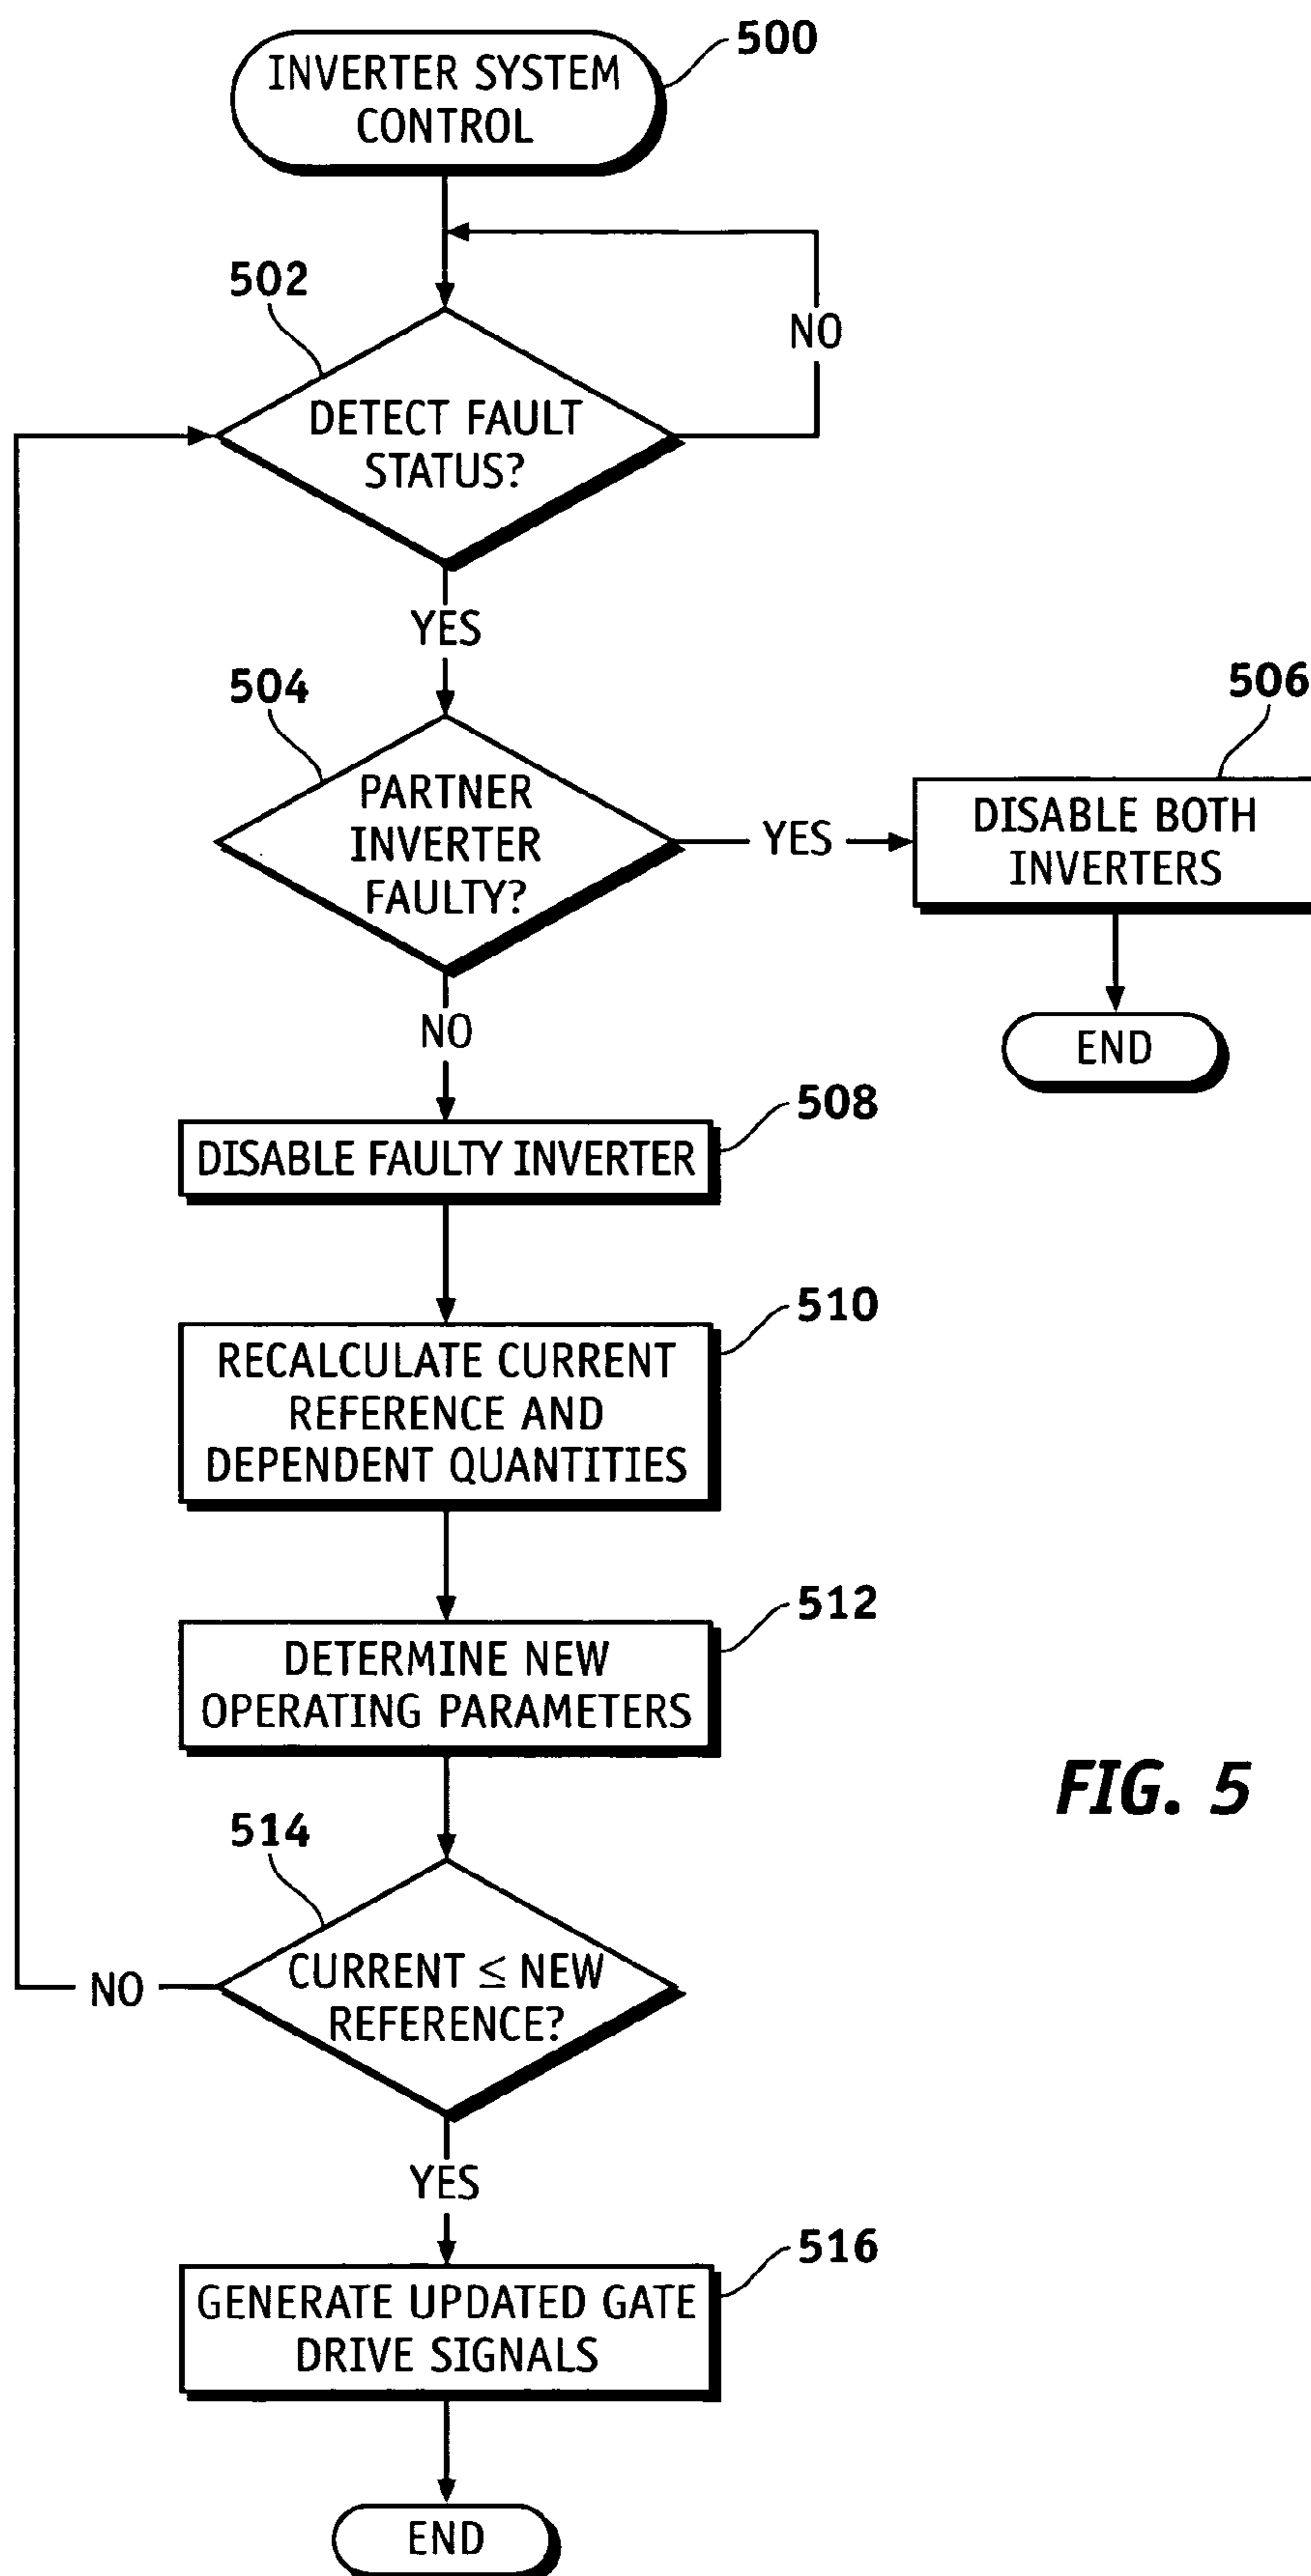 INVERTER SYSTEM
CONTROL
500
502
NO
DETECT FAULT
STATUS?
YES
504
506
PARTNER
INVERTER
FAULTY?
YES
DISABLE BOTH
INVERTERS
NO
END
508
DISABLE FAULTY INVERTER
510
RECALCULATE CURRENT
REFERENCE AND
DEPENDENT QUANTITIES
512
DETERMINE NEW
OPERATING PARAMETERS
FIG. 5
514
CURRENT ≤ NEW
REFERENCE?
NO
YES
516
GENERATE UPDATED GATE
DRIVE SIGNALS
END